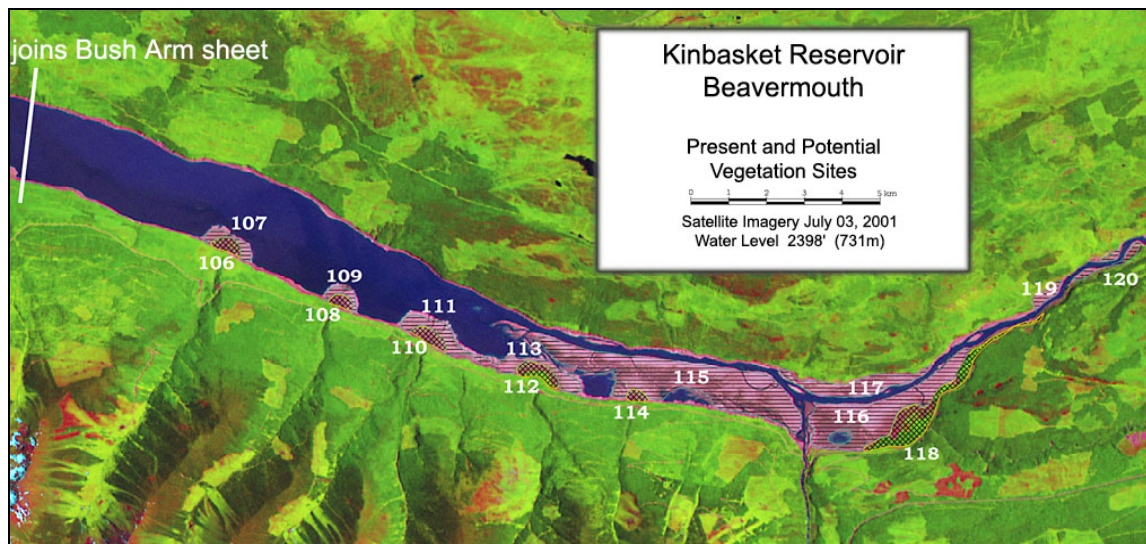 joins Bush Arm sheet
Kinbasket Reservoir
Beavermouth
Present and Potential
Vegetation Sites
0 1 2 3 4 5 km
Satellite Imagery July 03, 2001
Water Level 2398' (731m)
107
106
109
108
111
110
113
112
115
114
117
116
118
119
120